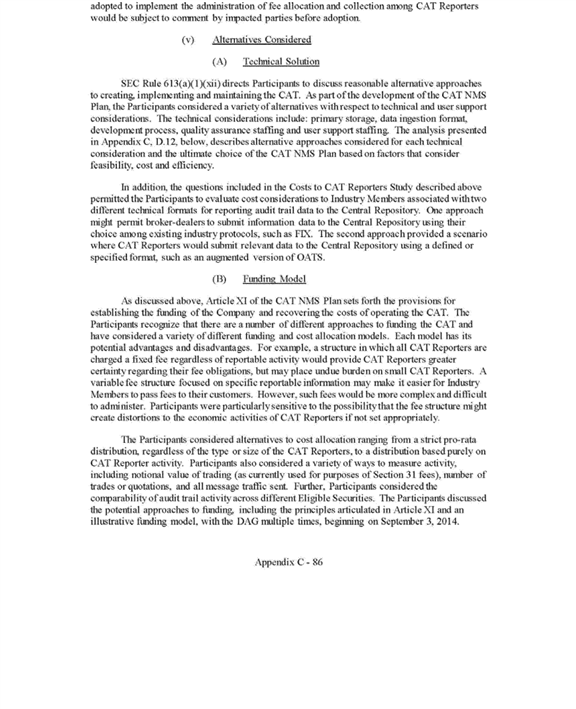 adopted to implement the administration of fee allocation and collection among CAT Reporters
would be subject to comment by impacted parties before adoption.
(v) Alternatives Considered
(A) Technical Solution
SEC Rule 613(a)(1)(xii) directs Participants to discuss reasonable alternative approaches
to creating, implementing and maintaining the CAT. As part of the development of the CAT NMS
Plan, the Participants considered a variety of alternatives with respect to technical and user support
considerations. The technical considerations include: primary storage, data ingestion format,
development process, quality assurance staffing and user support staffing. The analysis presented
in Appendix C, D.12, below, describes alternative approaches considered for each technical
consideration and the ultimate choice of the CAT NMS Plan based on factors that consider
feasibility, cost and efficiency.
In addition, the questions included in the Costs to CAT Reporters Study described above
permitted the Participants to evaluate cost considerations to Industry Members associated with two
different technical formats for reporting audit trail data to the Central Repository. One approach
might permit broker-dealers to submit information data to the Central Repository using their
choice among existing industry protocols, such as FIX. The second approach provided a scenario
where CAT Reporters would submit relevant data to the Central Repository using a defined or
specified format, such as an augmented version of OATS.
(B) Funding Model
As discussed above, Article XI of the CAT NMS Plan sets forth the provisions for
establishing the funding of the Company and recovering the costs of operating the CAT. The
Participants recognize that there are a number of different approaches to funding the CAT and
have considered a variety of different funding and cost allocation models. Each model has its
potential advantages and disadvantages. For example, a structure in which all CAT Reporters are
charged a fixed fee regardless of reportable activity would provide CAT Reporters greater
certainty regarding their fee obligations, but may place undue burden on small CAT Reporters. A
variable fee structure focused on specific reportable information may make it easier for Industry
Members to pass fees to their customers. However, such fees would be more complex and difficult
to administer. Participants were particularly sensitive to the possibility that the fee structure might
create distortions to the economic activities of CAT Reporters if not set appropriately.
The Participants considered alternatives to cost allocation ranging from a strict pro-rata
distribution, regardless of the type or size of the CAT Reporters, to a distribution based purely on
CAT Reporter activity. Participants also considered a variety of ways to measure activity,
including notional value of trading (as currently used for purposes of Section 31 fees), number of
trades or quotations, and all message traffic sent. Further, Participants considered the
comparability of audit trail activity across different Eligible Securities. The Participants discussed
the potential approaches to funding, including the principles articulated in Article XI and an
illustrative funding model, with the DAG multiple times, beginning on September 3, 2014.
Appendix C - 86